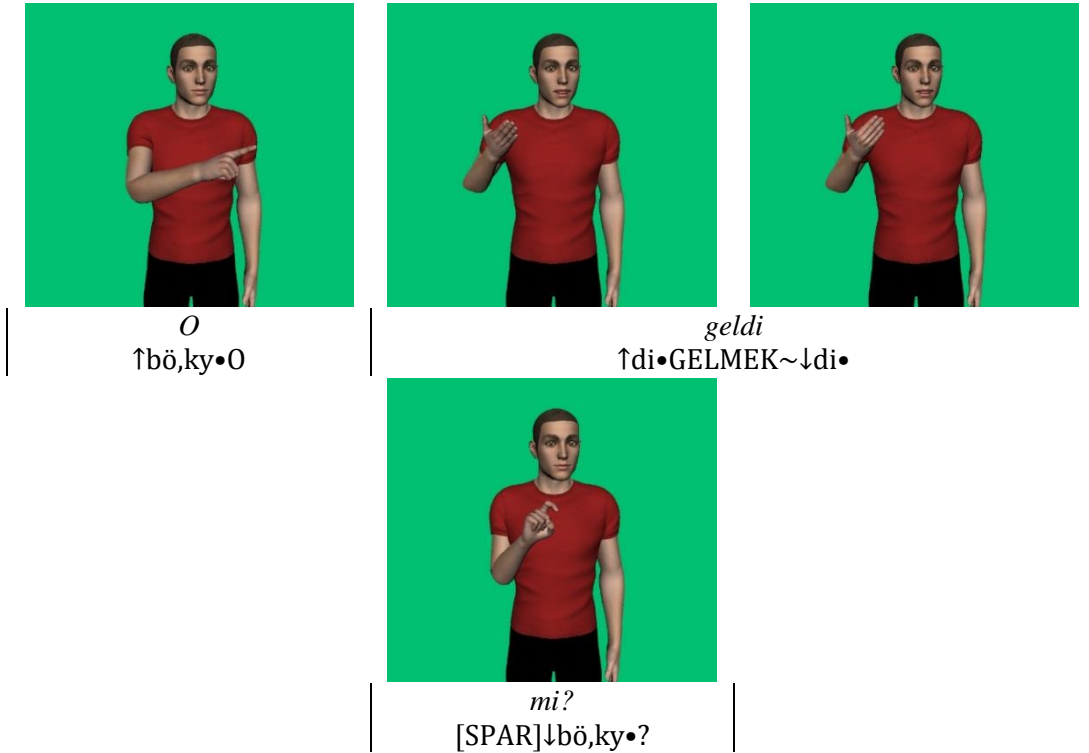 O geldi
↑bö,ky•O ↑di•GELMEK~↓di•
mi?
[SPAR]↓bö,ky•?